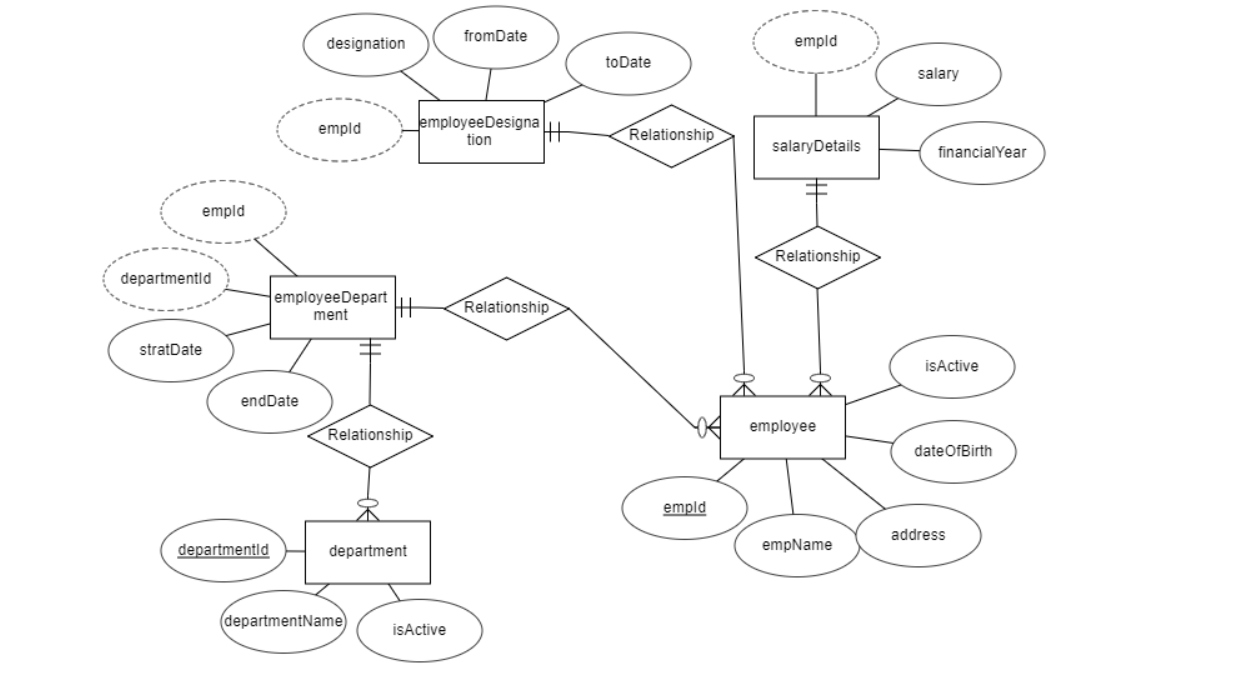 designation
fromDate
toDate
empId
employeeDesigna
tion
Relationship
empId
salary
salaryDetails
financialYear
Relationship
empId
departmentId
employeeDepart
ment
stratDate
endDate
Relationship
Relationship
isActive
employee
dateOfBirth
empId
empName
address
departmentId
department
departmentName
isActive